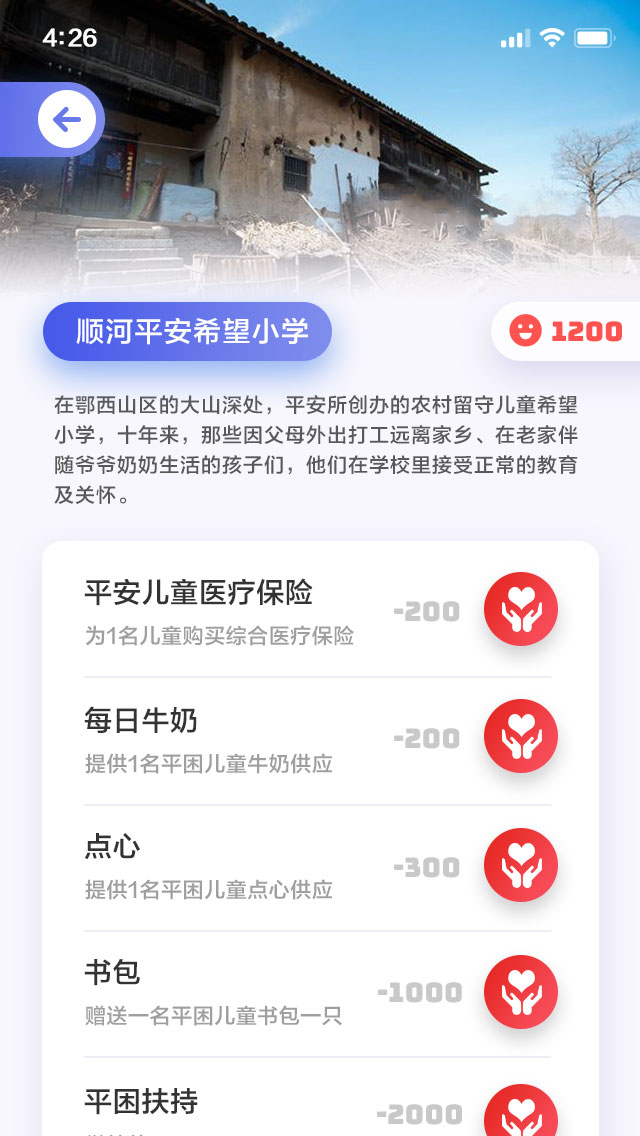 4:26
顺河平安希望小学
1200
在鄂西山区的大山深处，平安所创办的农村留守儿童希望
小学，十年来，那些因父母外出打工远离家乡、在老家伴
随爷爷奶奶生活的孩子们，他们在学校里接受正常的教育
及关怀。
平安儿童医疗保险
-200
为1名儿童购买综合医疗保险
每日牛奶
-200
提供1名平困儿童牛奶供应
点心
-300
提供1名平困儿童点心供应
书包
-1000
赠送一名平困儿童书包一只
平困扶持
-2000